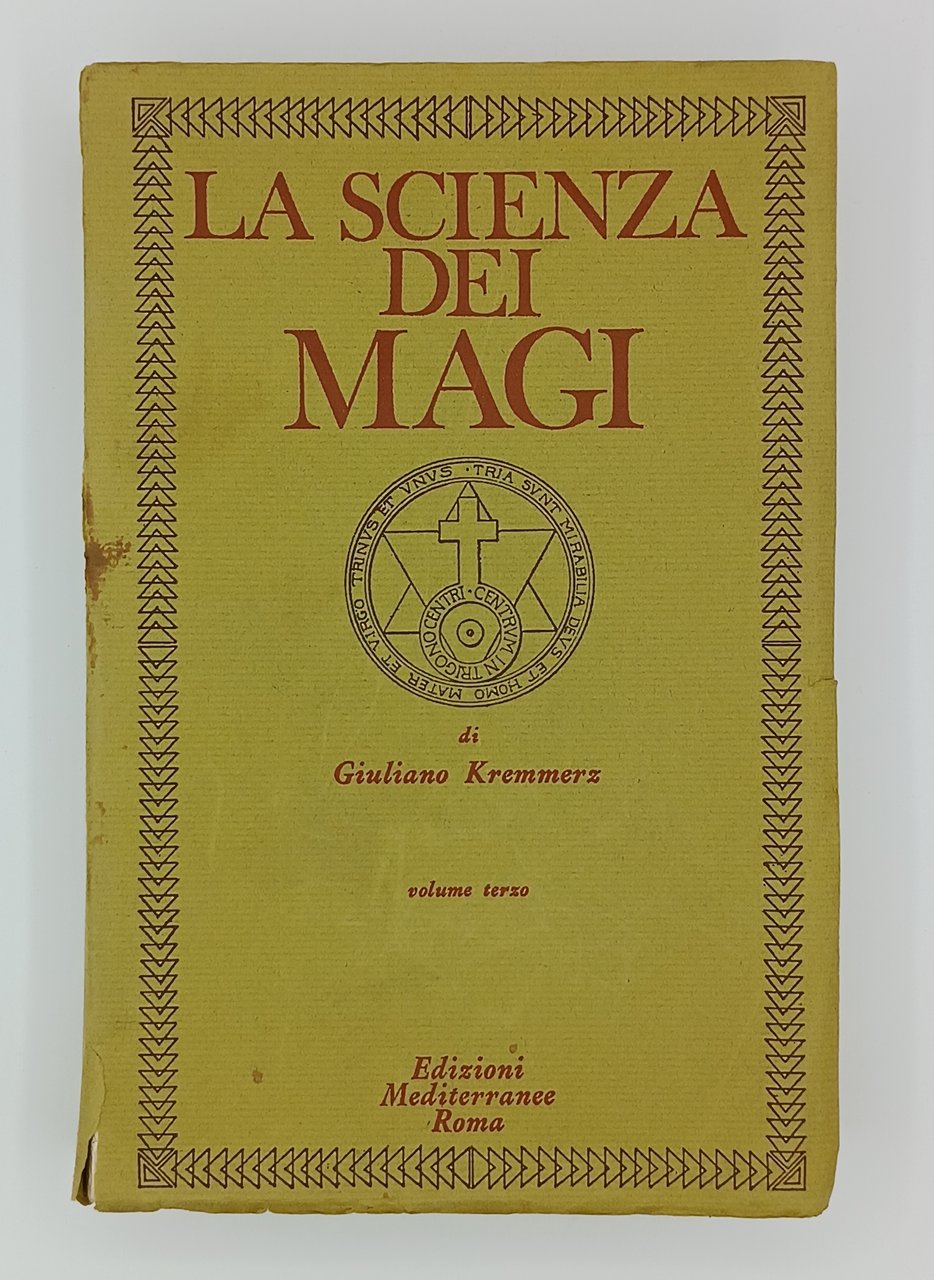 LA SCIENZA
DEI
MAGI
TRIA SVNT MIRABILIA DEVS ET HOMO MATER ET VIRGO TRINVS ET VNVS ·
CENTRVM IN TRIGONO CENTRI ·
di
Giuliano Kremmerz
volume terzo
Edizioni
Mediterranee
Roma